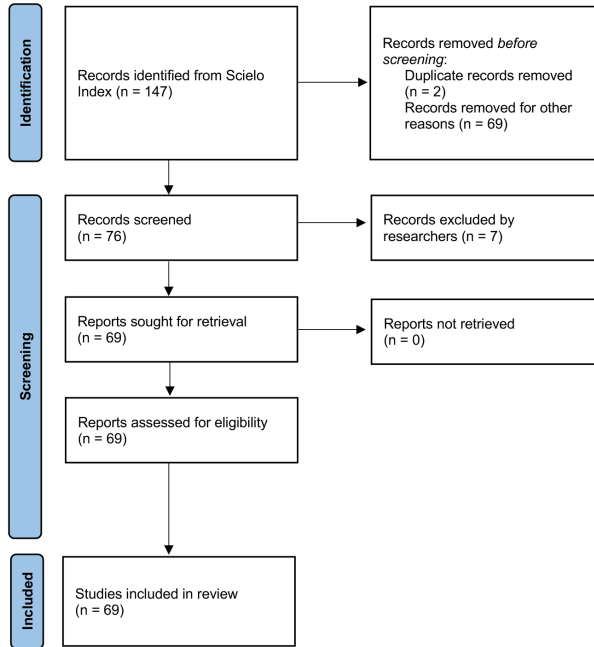 Identification
Records identified from Scielo
Index (n = 147)
Records removed before
screening:
Duplicate records removed
(n = 2)
Records removed for other
reasons (n = 69)
Screening
Records screened
(n = 76)
Records excluded by
researchers (n = 7)
Reports sought for retrieval
(n = 69)
Reports not retrieved
(n = 0)
Reports assessed for eligibility
(n = 69)
Included
Studies included in review
(n = 69)